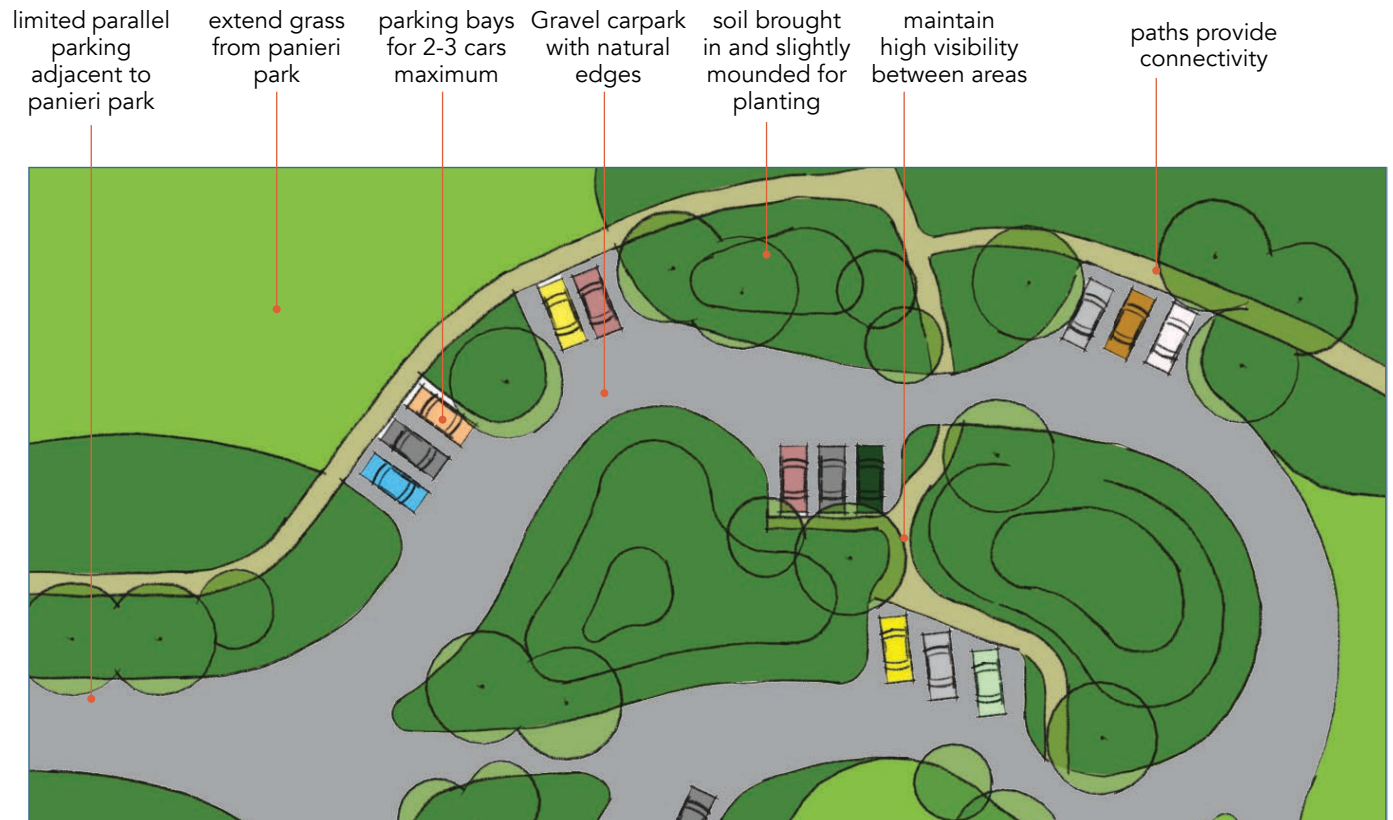 limited parallel
parking
adjacent to
panieri park
extend grass
from panieri
park
parking bays
for 2-3 cars
maximum
Gravel carpark
with natural
edges
soil brought
in and slightly
mounded for
planting
maintain
high visibility
between areas
paths provide
connectivity